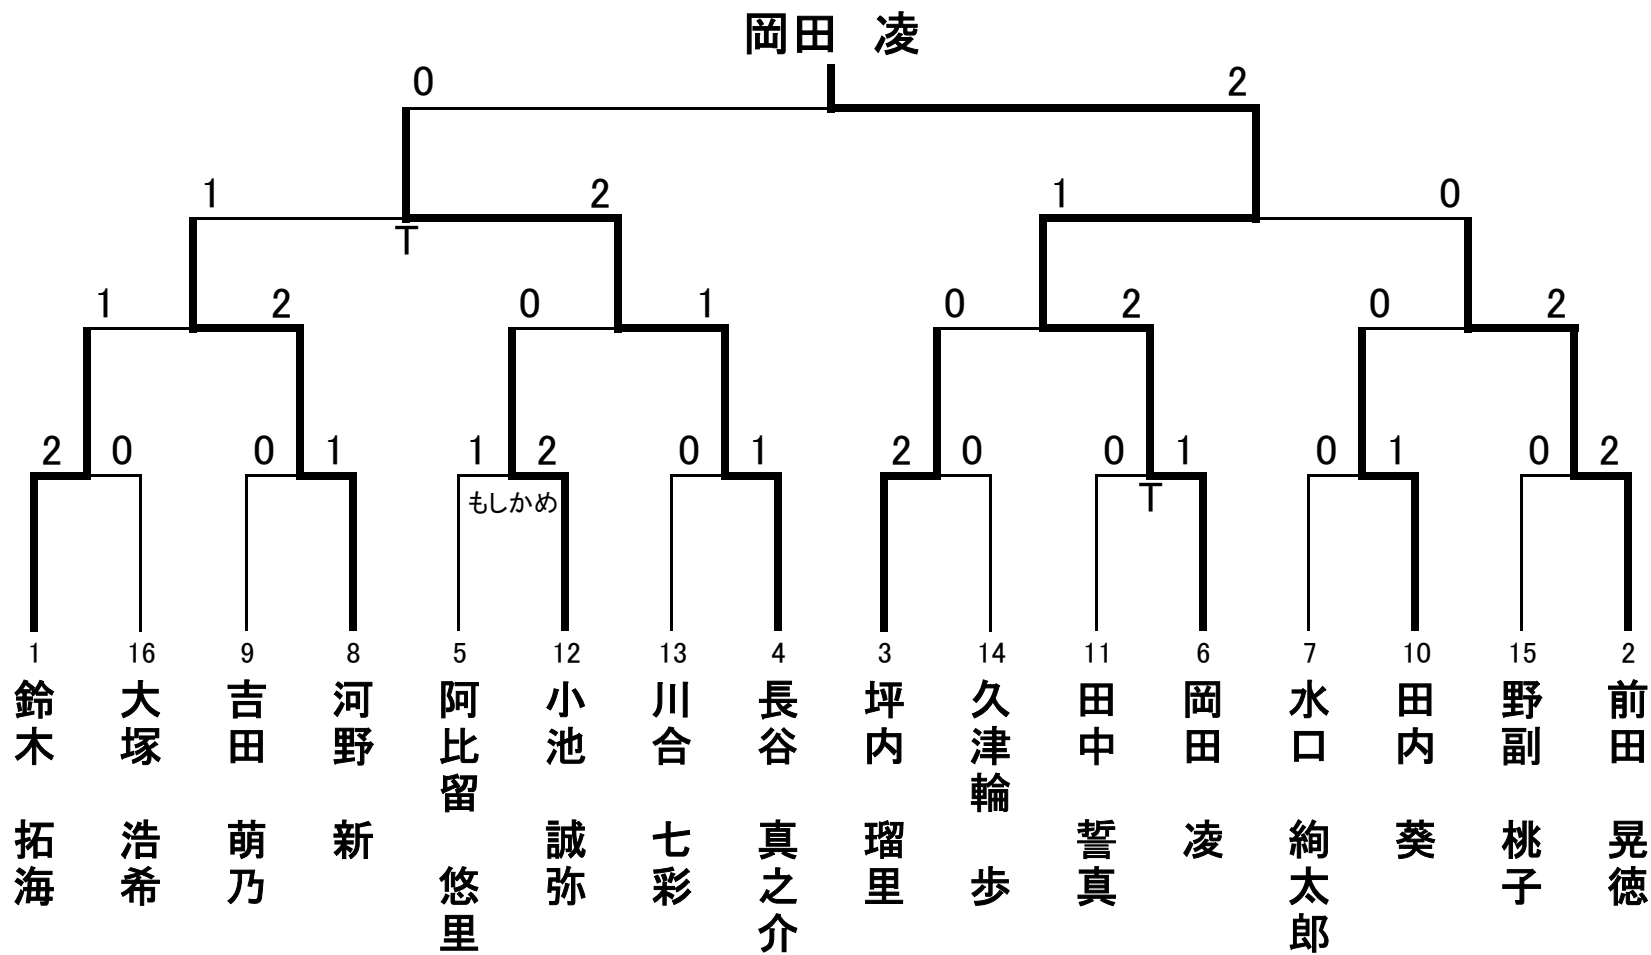 岡田 凌
0 2
1 2 1 0
T
1 2 0 1 0 2 0 2
2 0 0 1 1 2 0 1 2 0 0 1 0 1 0 2
もしかめ T
1 16 9 8 5 12 13 4 3 14 11 6 7 10 15 2
鈴木 拓海
大塚 浩希
吉田 萌乃
河野 新
阿比留 悠里
小池 誠弥
川合 七彩
長谷 真之介
坪内 瑠里
久津輪 歩
田中 誓真
岡田 凌
水口 絢太郎
田内 葵
野副 桃子
前田 晃徳